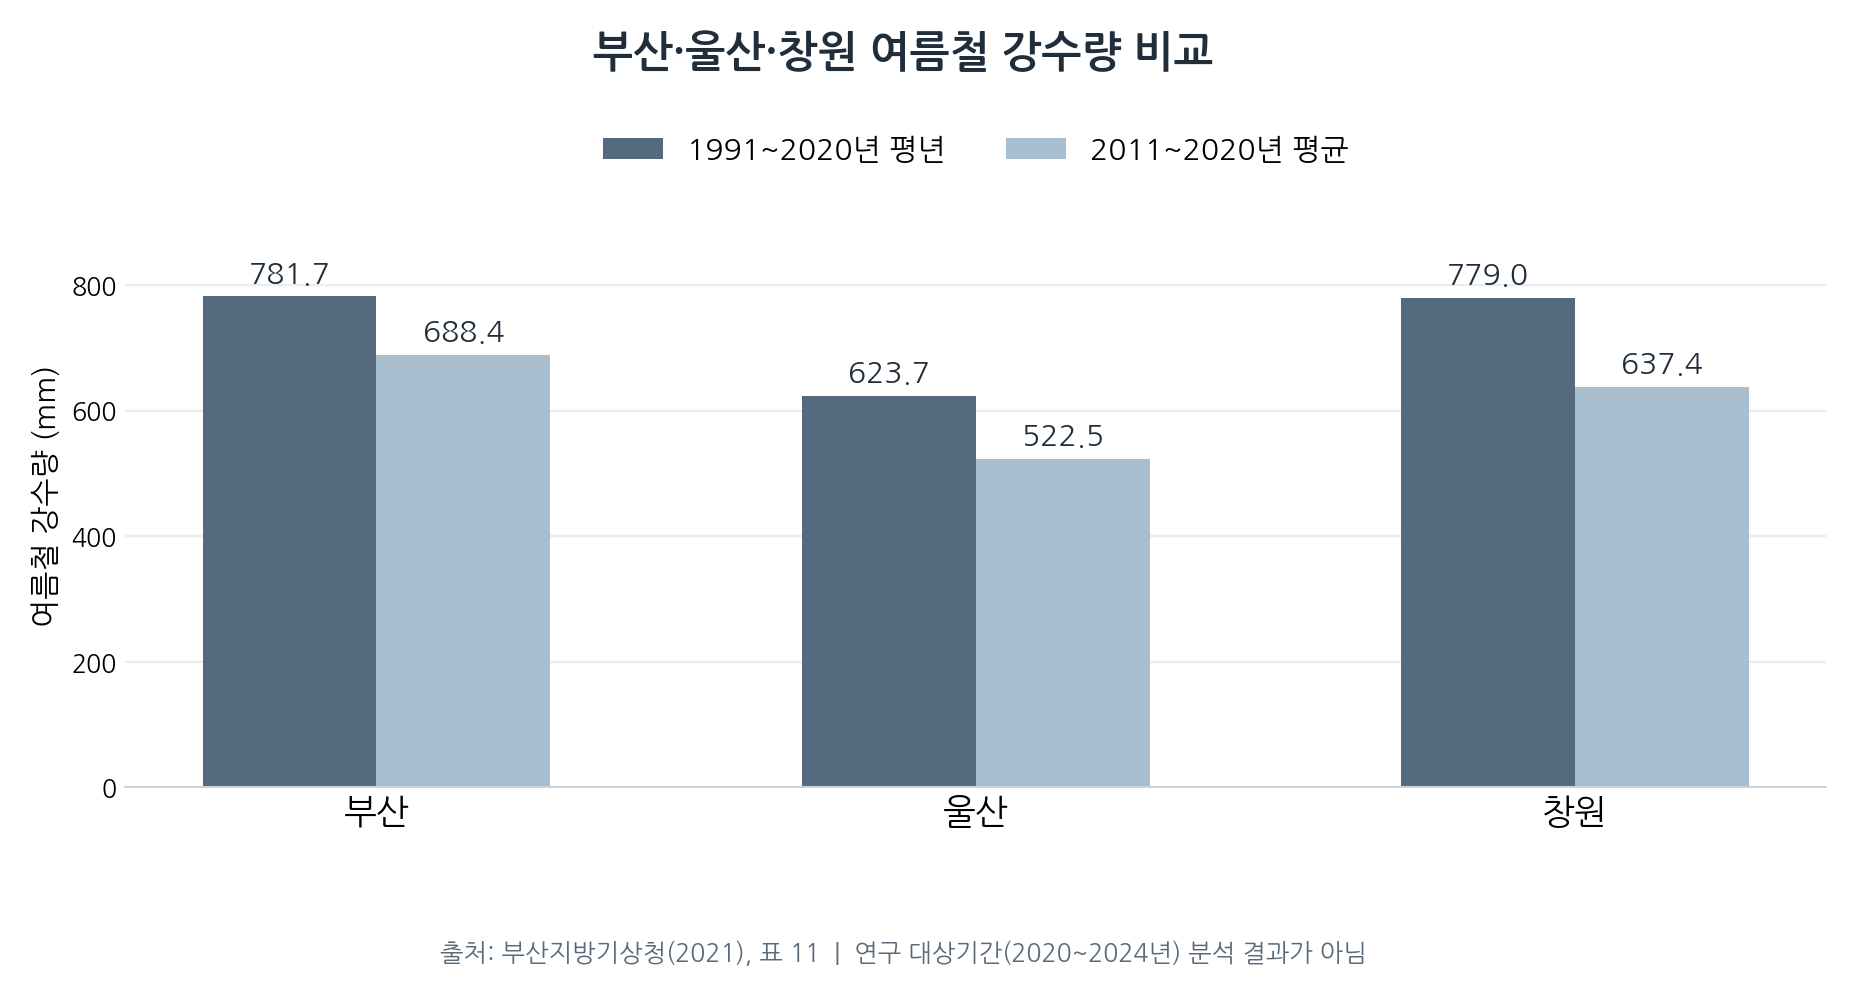 부산·울산·창원 여름철 강수량 비교
1991~2020년 평년
2011~2020년 평균
여름철 강수량 (mm)
800
600
400
200
0
781.7
688.4
623.7
522.5
779.0
637.4
부산
울산
창원
출처: 부산지방기상청(2021), 표 11 | 연구 대상기간(2020~2024년) 분석 결과가 아님